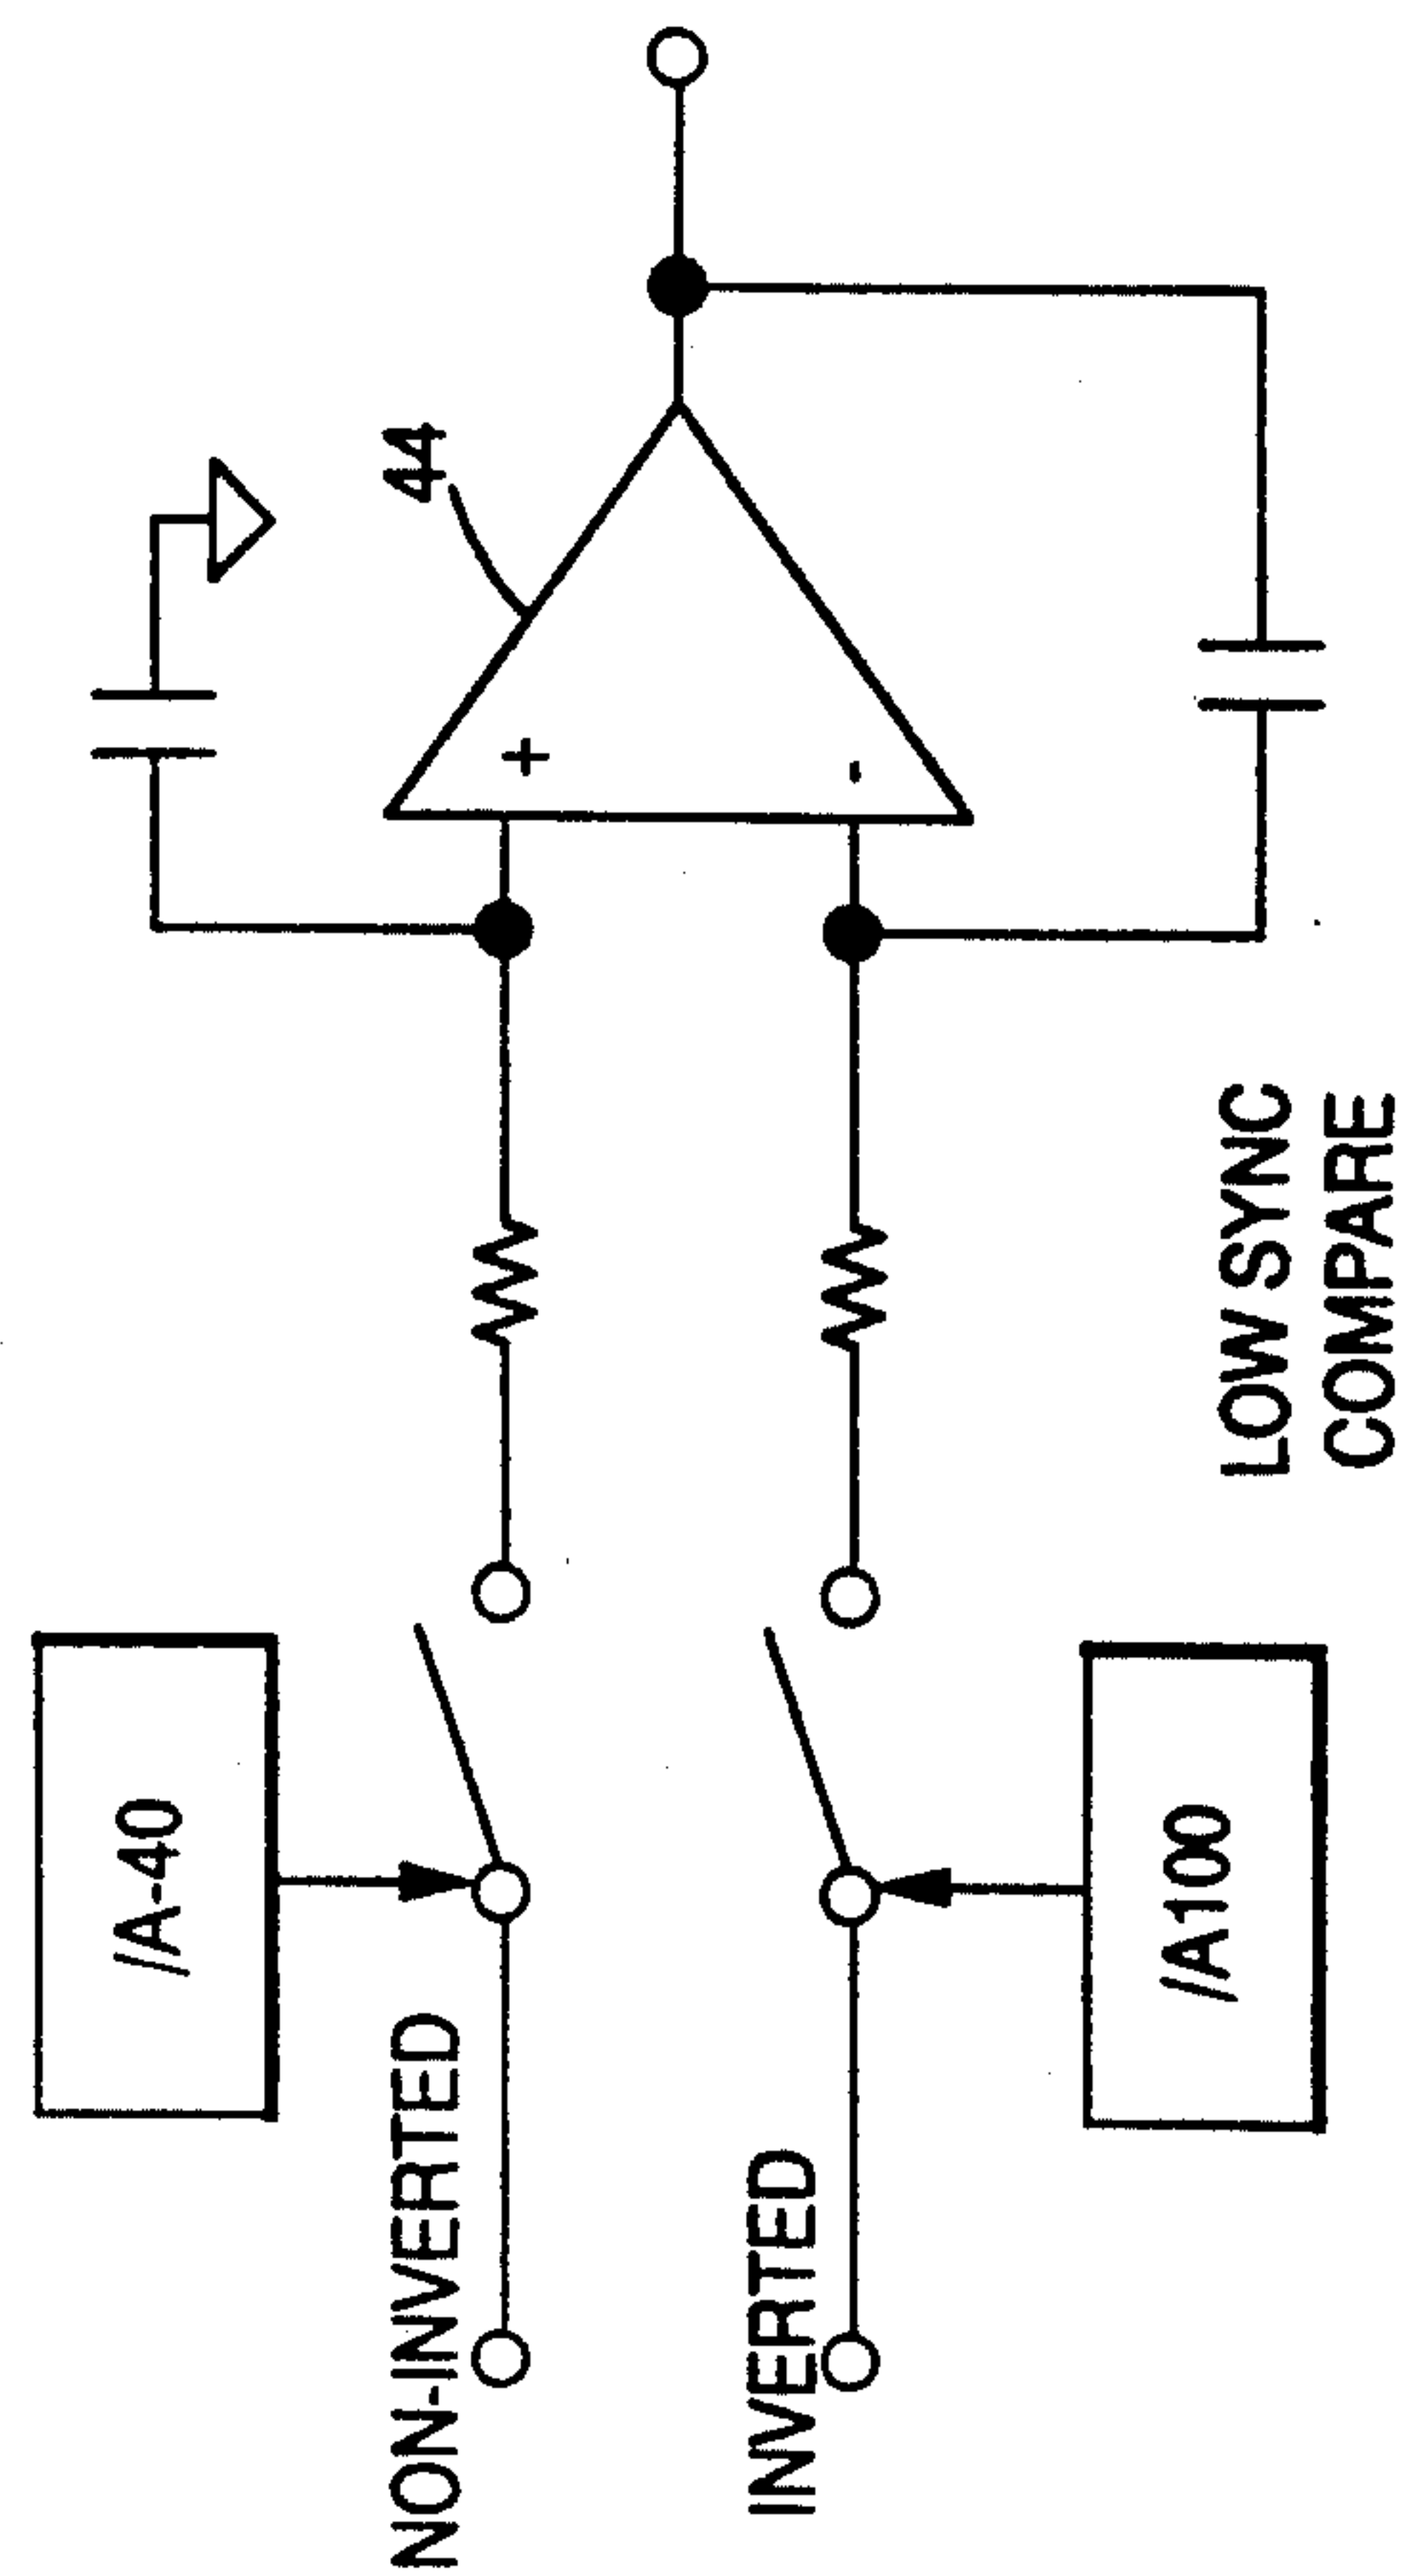 /A-40
NON-INVERTED
44
+
-
INVERTED
/A100
LOW SYNC
COMPARE